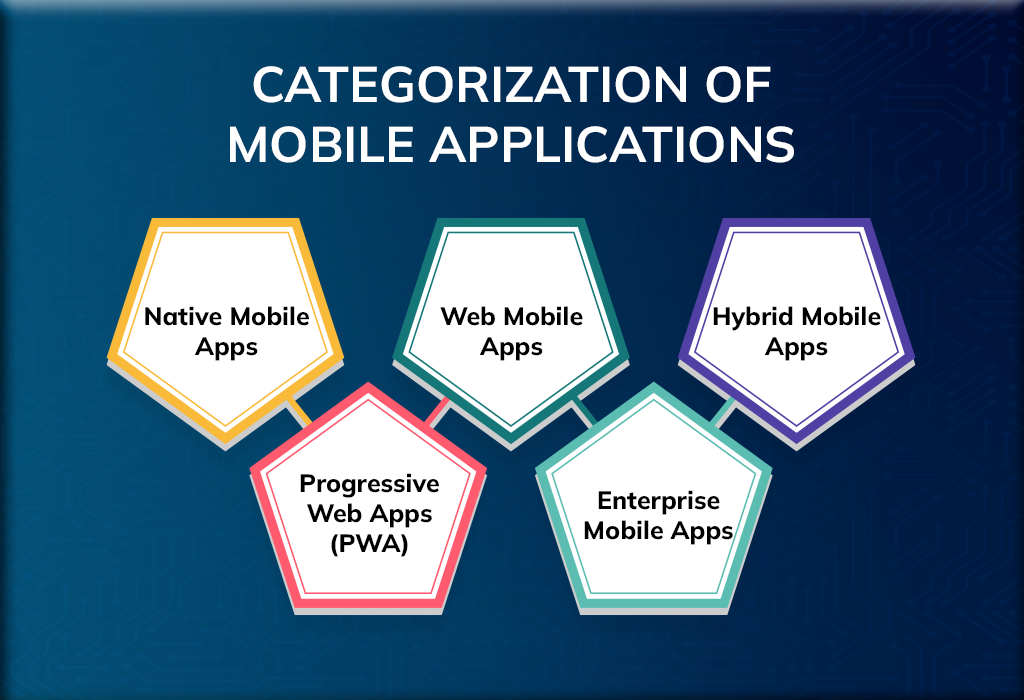 CATEGORIZATION OF
MOBILE APPLICATIONS
Native Mobile
Apps
Web Mobile
Apps
Hybrid Mobile
Apps
Progressive
Web Apps
(PWA)
Enterprise
Mobile Apps